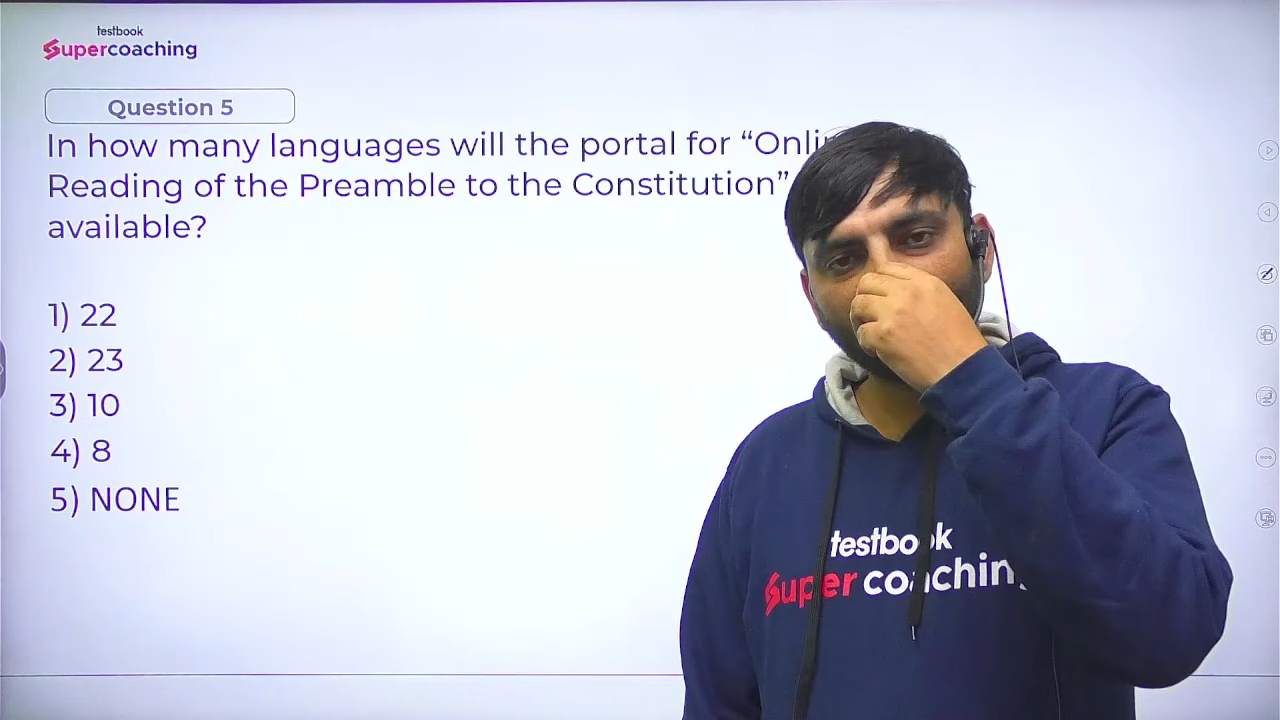 testbook
Supercoaching
Question 5
In how many languages will the portal for “Onli
Reading of the Preamble to the Constitution”
available?
1) 22
2) 23
3) 10
4) 8
5) NONE
testbook
Super coaching